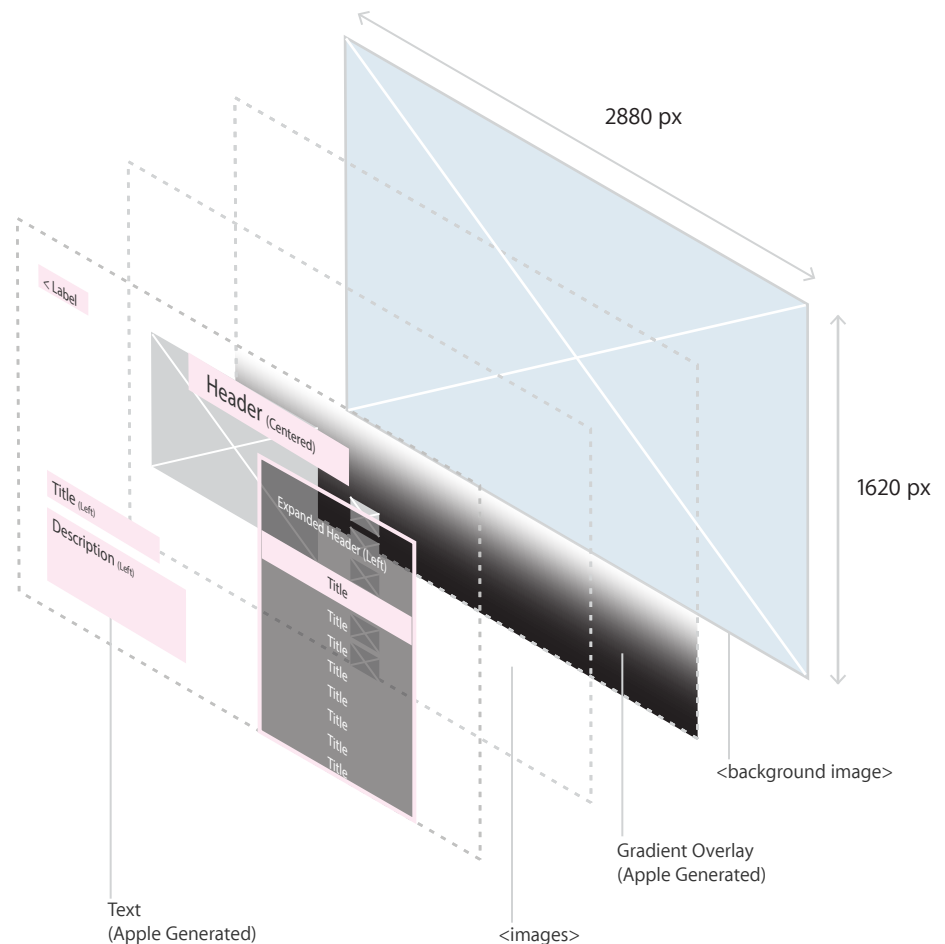 2880 px
< Label
Header (Centered)
1620 px
Title (Left)
Expanded Header (Left)
Description (Left)
Title
Title
Title
Title
Title
Title
Title
Title
<background image>
Gradient Overlay
(Apple Generated)
Text
(Apple Generated)
<images>